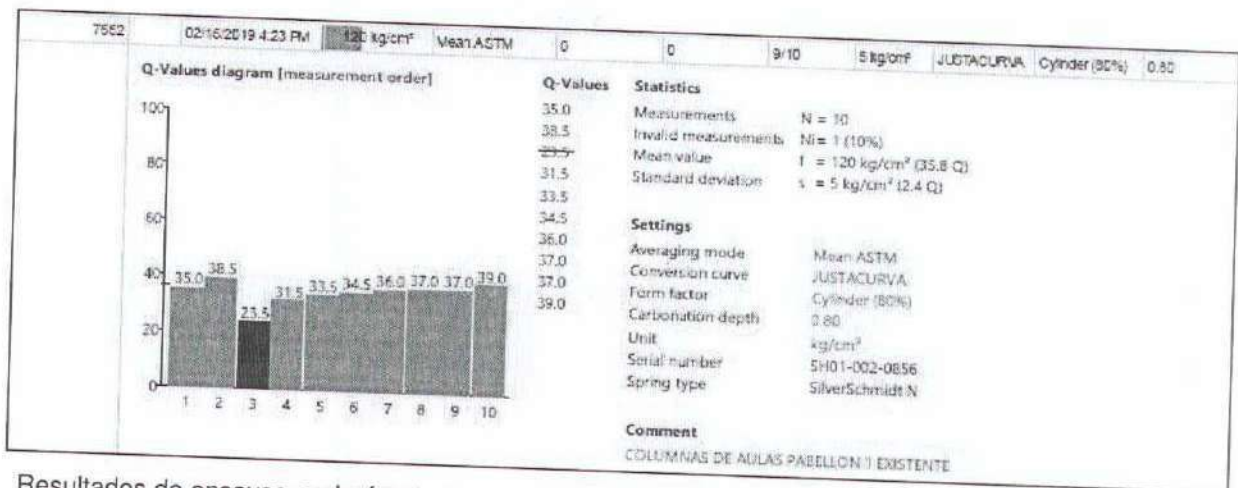 7552 02/16/2019 4:23 PM 120 kg/cm² Mean ASTM 0 0 9/10 5 kg/cm² JUSTACURVA Cylinder (80%) 0.80
Q-Values diagram [measurement order]
100
80
60
40
20
0
35.0 38.5 23.5 31.5 33.5 34.5 36.0 37.0 37.0 39.0
1 2 3 4 5 6 7 8 9 10
Q-Values
35.0
38.5
23.5
31.5
33.5
34.5
36.0
37.0
37.0
39.0
Statistics
Measurements N = 10
Invalid measurements Ni = 1 (10%)
Mean value f = 120 kg/cm² (35.8 Q)
Standard deviation s = 5 kg/cm² (2.4 Q)
Settings
Averaging mode Mean ASTM
Conversion curve JUSTACURVA
Form factor Cylinder (80%)
Carbonation depth 0.80
Unit kg/cm²
Serial number SH01-002-0856
Spring type SilverSchmidt N
Comment
COLUMNAS DE AULAS PABELLON 1 EXISTENTE
Resultados de ensayos